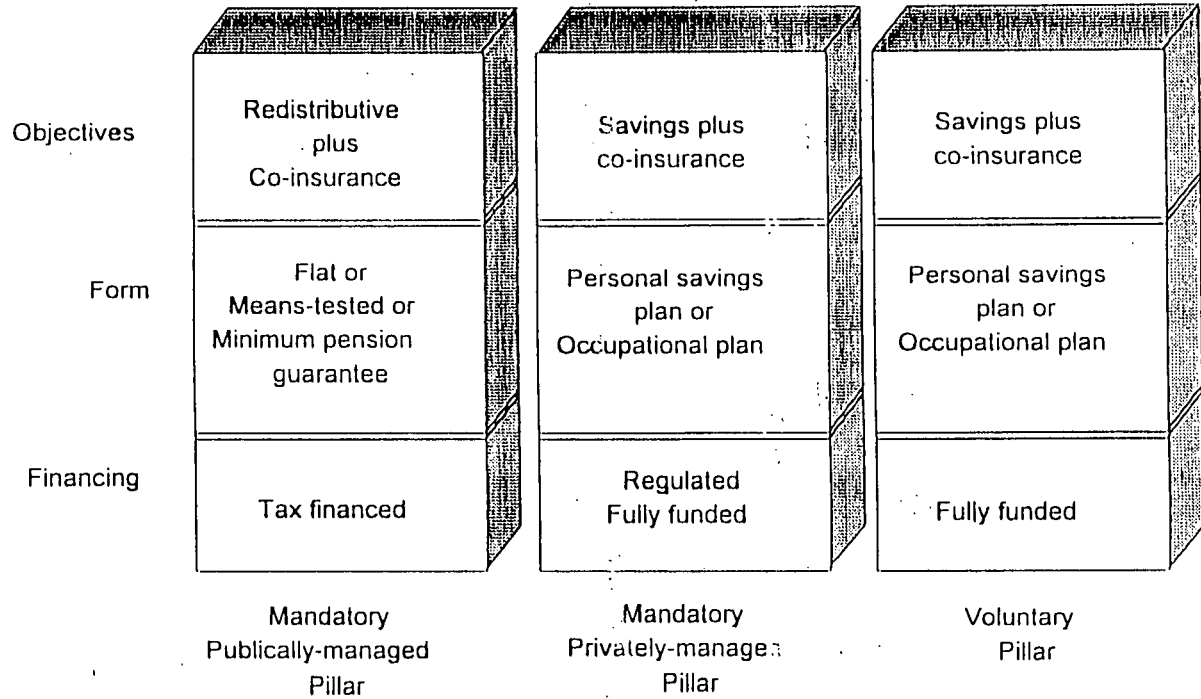 Objectives
Redistributive
plus
Co-insurance
Savings plus
co-insurance
Savings plus
co-insurance
Form
Flat or
Means-tested or
Minimum pension
guarantee
Personal savings
plan or
Occupational plan
Personal savings
plan or
Occupational plan
Financing
Tax financed
Regulated
Fully funded
Fully funded
Mandatory
Publically-managed
Pillar
Mandatory
Privately-managed
Pillar
Voluntary
Pillar